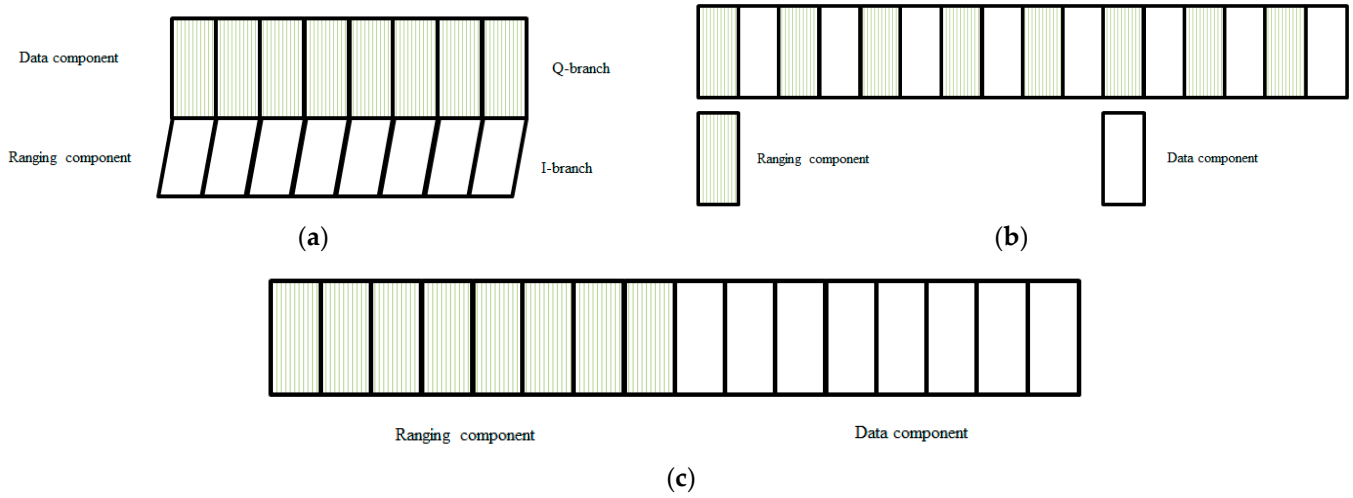 Data component
Q-branch
Ranging component
I-branch
(a)
Ranging component
Data component
(b)
Ranging component
Data component
(c)